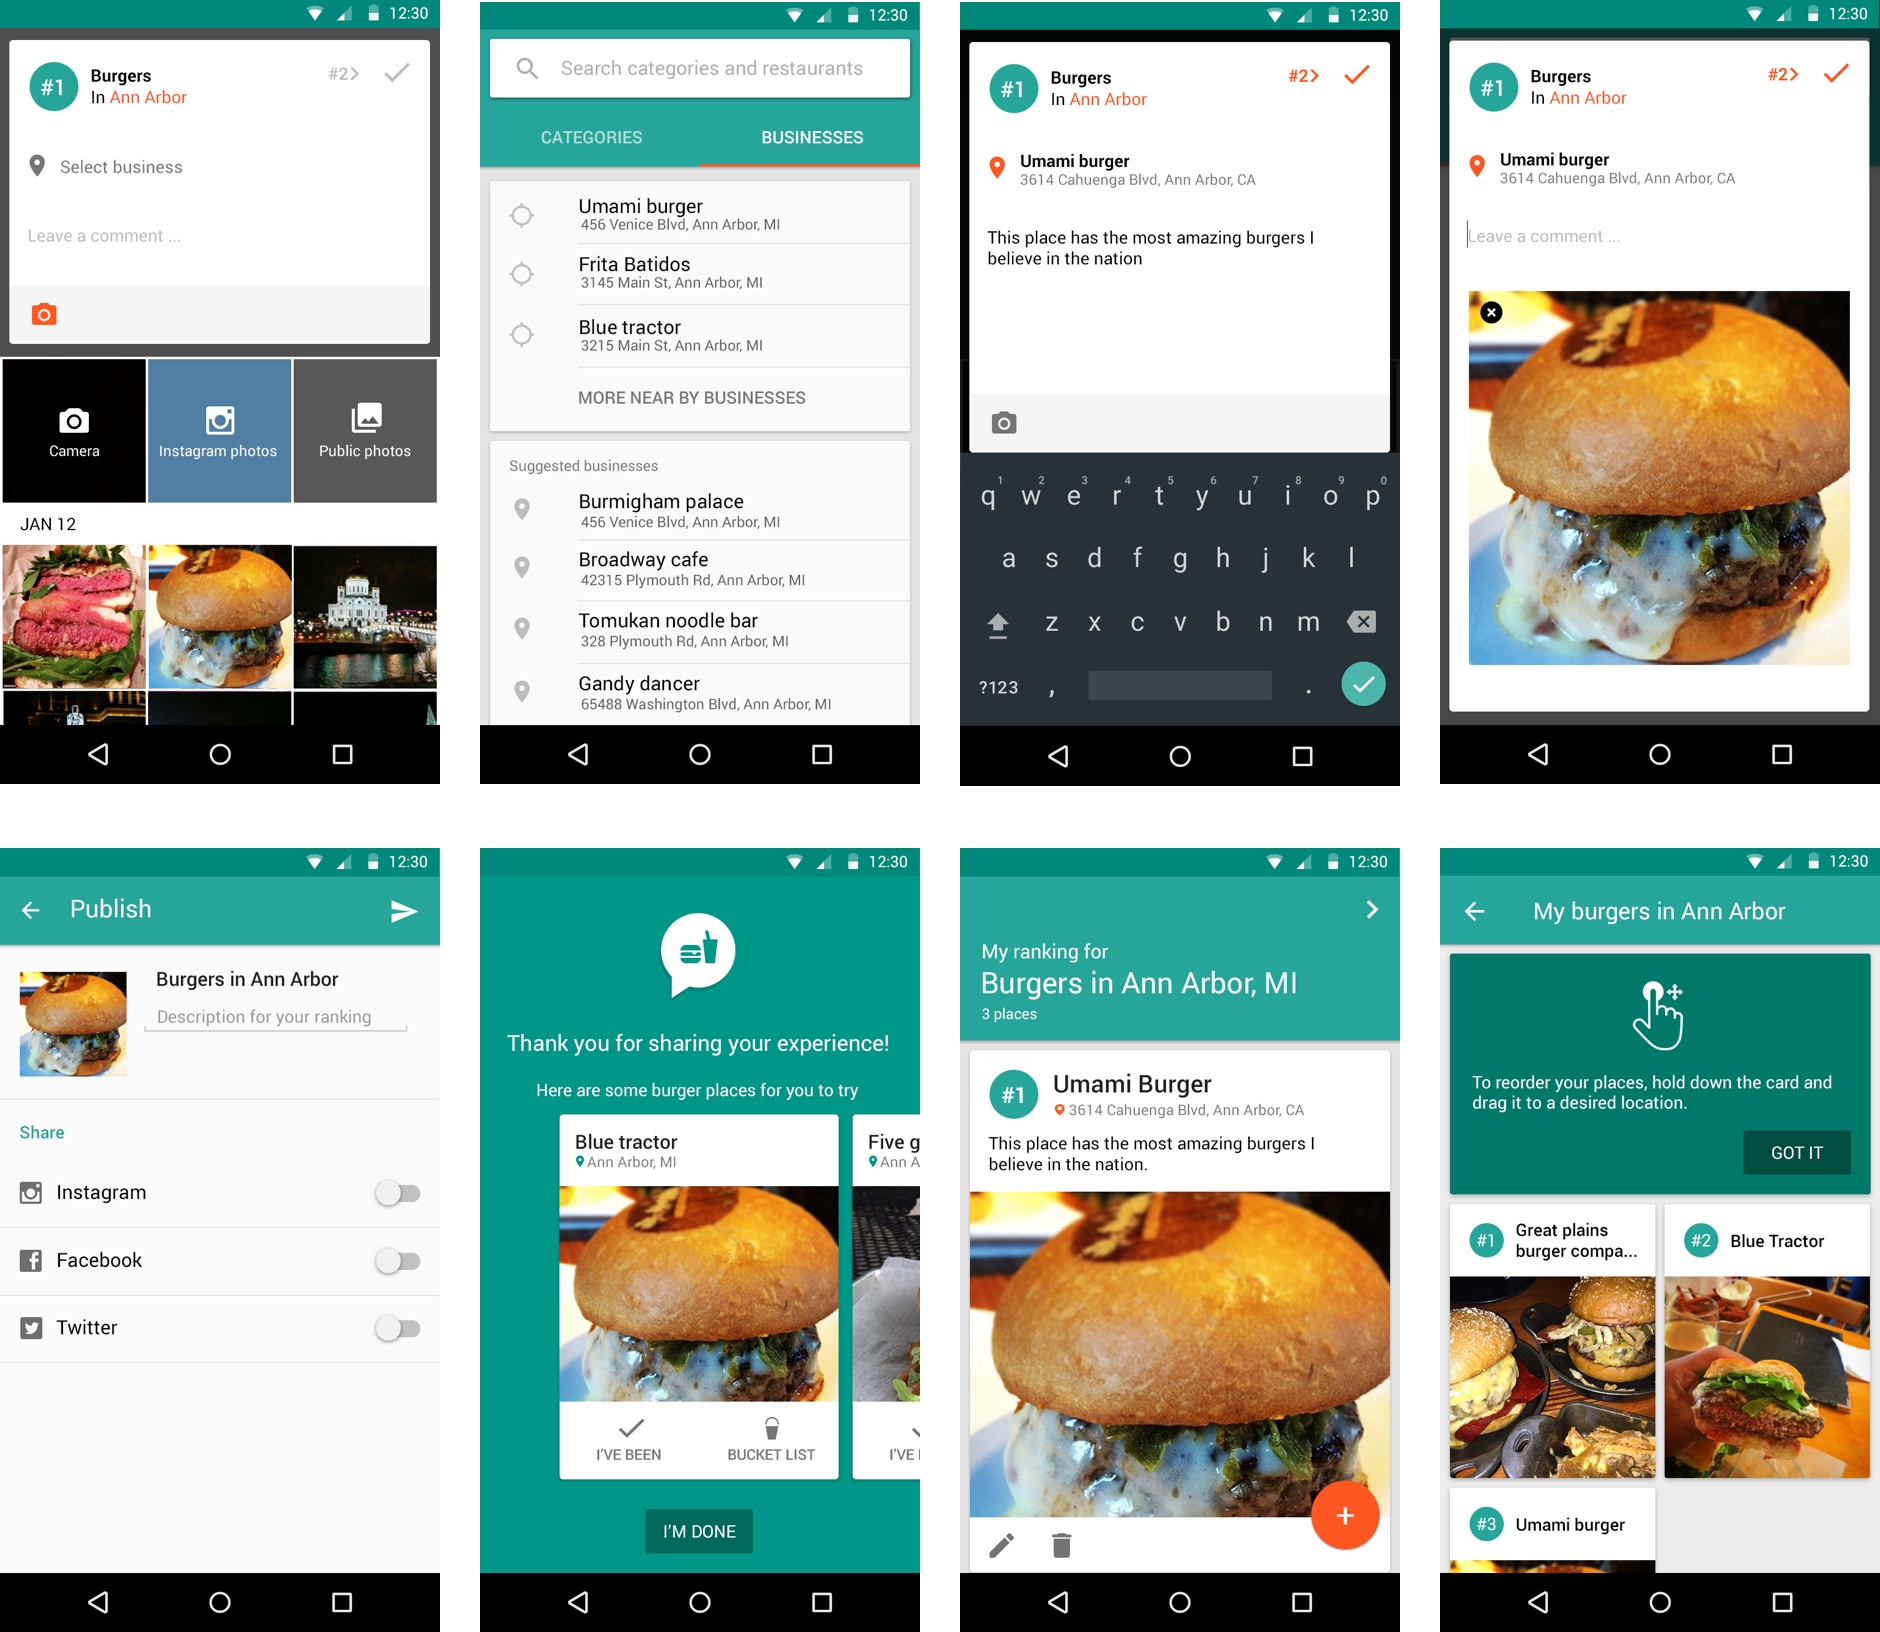 12:30
#1
Burgers
#2>
In Ann Arbor
Select business
Leave a comment ...
Camera
Instagram photos
Public photos
JAN 12
12:30
Search categories and restaurants
CATEGORIES
BUSINESSES
Umami burger
456 Venice Blvd, Ann Arbor, MI
Frita Batidos
3145 Main St, Ann Arbor, MI
Blue tractor
3215 Main St, Ann Arbor, MI
MORE NEAR BY BUSINESSES
Suggested businesses
Burmigham palace
456 Venice Blvd, Ann Arbor, MI
Broadway cafe
42315 Plymouth Rd, Ann Arbor, MI
Tomukan noodle bar
328 Plymouth Rd, Ann Arbor, MI
Gandy dancer
65488 Washington Blvd, Ann Arbor, MI
12:30
#1
Burgers
#2>
In Ann Arbor
Umami burger
3614 Cahuenga Blvd, Ann Arbor, CA
This place has the most amazing burgers I
believe in the nation
1 2 3 4 5 6 7 8 9 0
q w e r t y u i o p
a s d f g h j k l
z x c v b n m
?123 , .
12:30
#1
Burgers
#2>
In Ann Arbor
Umami burger
3614 Cahuenga Blvd, Ann Arbor, CA
Leave a comment ...
12:30
Publish
Burgers in Ann Arbor
Description for your ranking
Share
Instagram
Facebook
Twitter
12:30
Thank you for sharing your experience!
Here are some burger places for you to try
Blue tractor
Ann Arbor, MI
Five g
Ann A
I'VE BEEN
BUCKET LIST
I'VE
I'M DONE
12:30
My ranking for
Burgers in Ann Arbor, MI
3 places
#1
Umami Burger
3614 Cahuenga Blvd, Ann Arbor, CA
This place has the most amazing burgers I
believe in the nation.
12:30
My burgers in Ann Arbor
To reorder your places, hold down the card and
drag it to a desired location.
GOT IT
#1
Great plains
burger compa...
#2
Blue Tractor
#3
Umami burger